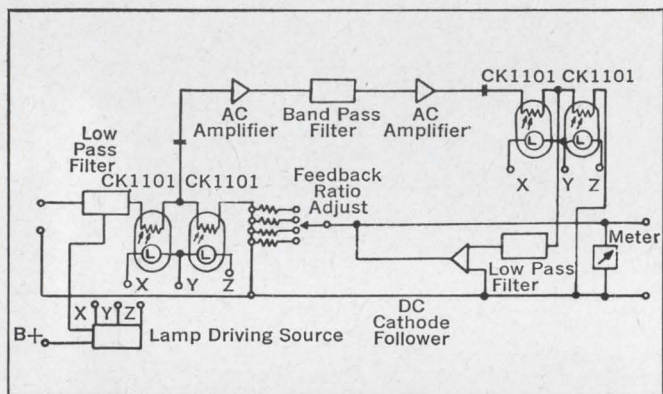 CK1101 CK1101
AC
Amplifier
Band Pass
Filter
AC
Amplifier
X
Y
Z
Low
Pass
Filter
CK1101 CK1101
Feedback
Ratio
Adjust
X
Y
Z
Meter
Low Pass
Filter
DC
Cathode
Follower
X Y Z
B+
Lamp Driving Source
L
L
L
L